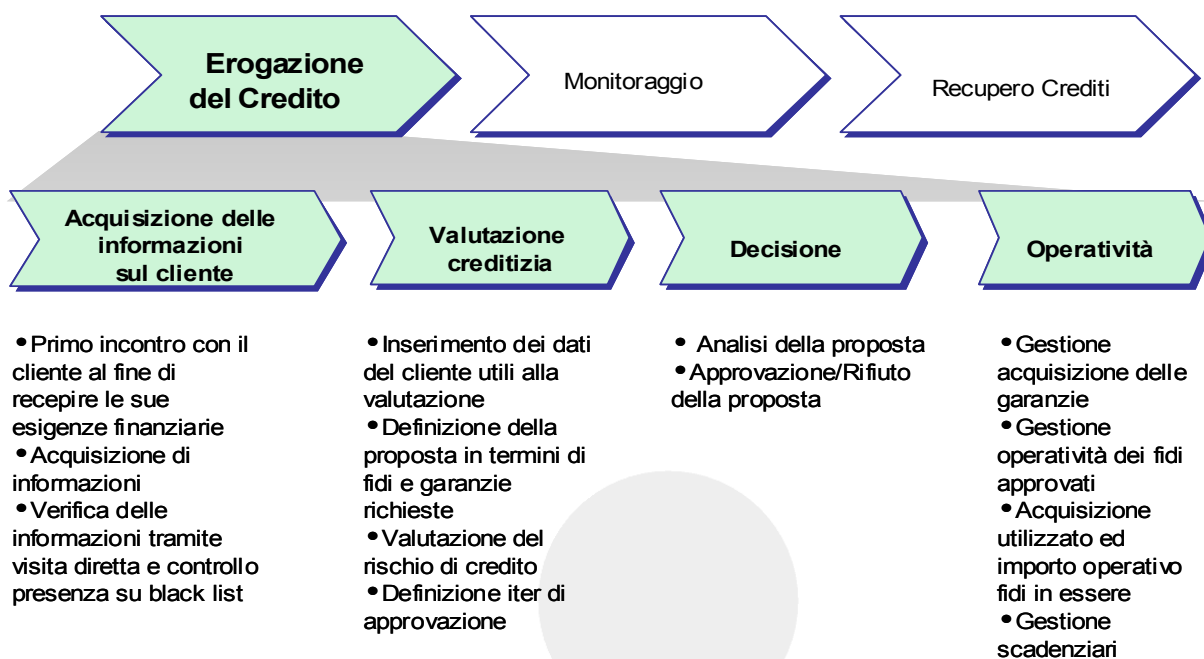 Erogazione
del Credito
Monitoraggio
Recupero Crediti
Acquisizione delle
informazioni
sul cliente
Valutazione
creditizia
Decisione
Operatività
•Primo incontro con il
cliente al fine di
recepire le sue
esigenze finanziarie
•Acquisizione di
informazioni
•Verifica delle
informazioni tramite
visita diretta e controllo
presenza su black list
•Inserimento dei dati
del cliente utili alla
valutazione
•Definizione della
proposta in termini di
fidi e garanzie
richieste
•Valutazione del
rischio di credito
•Definizione iter di
approvazione
• Analisi della proposta
•Approvazione/Rifiuto
della proposta
•Gestione
acquisizione delle
garanzie
•Gestione
operatività dei fidi
approvati
•Acquisizione
utilizzato ed
importo operativo
fidi in essere
•Gestione
scadenziari